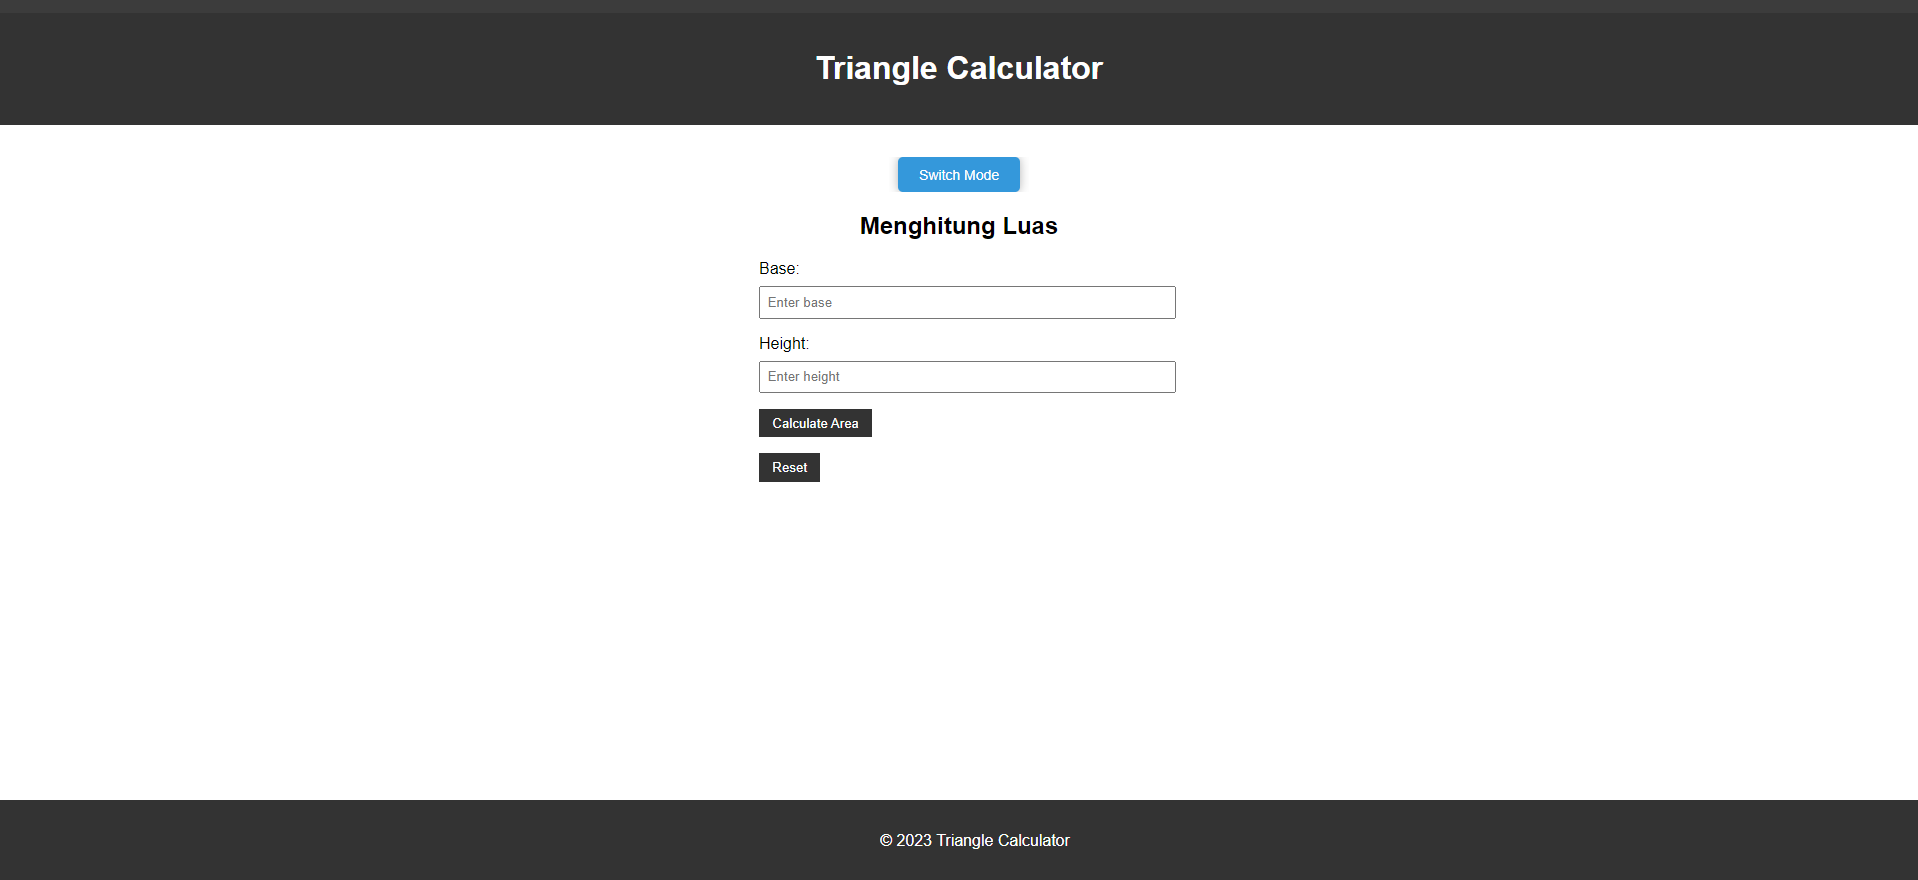 Triangle Calculator
Switch Mode
Menghitung Luas
Base:
Enter base
Height:
Enter height
Calculate Area
Reset
© 2023 Triangle Calculator